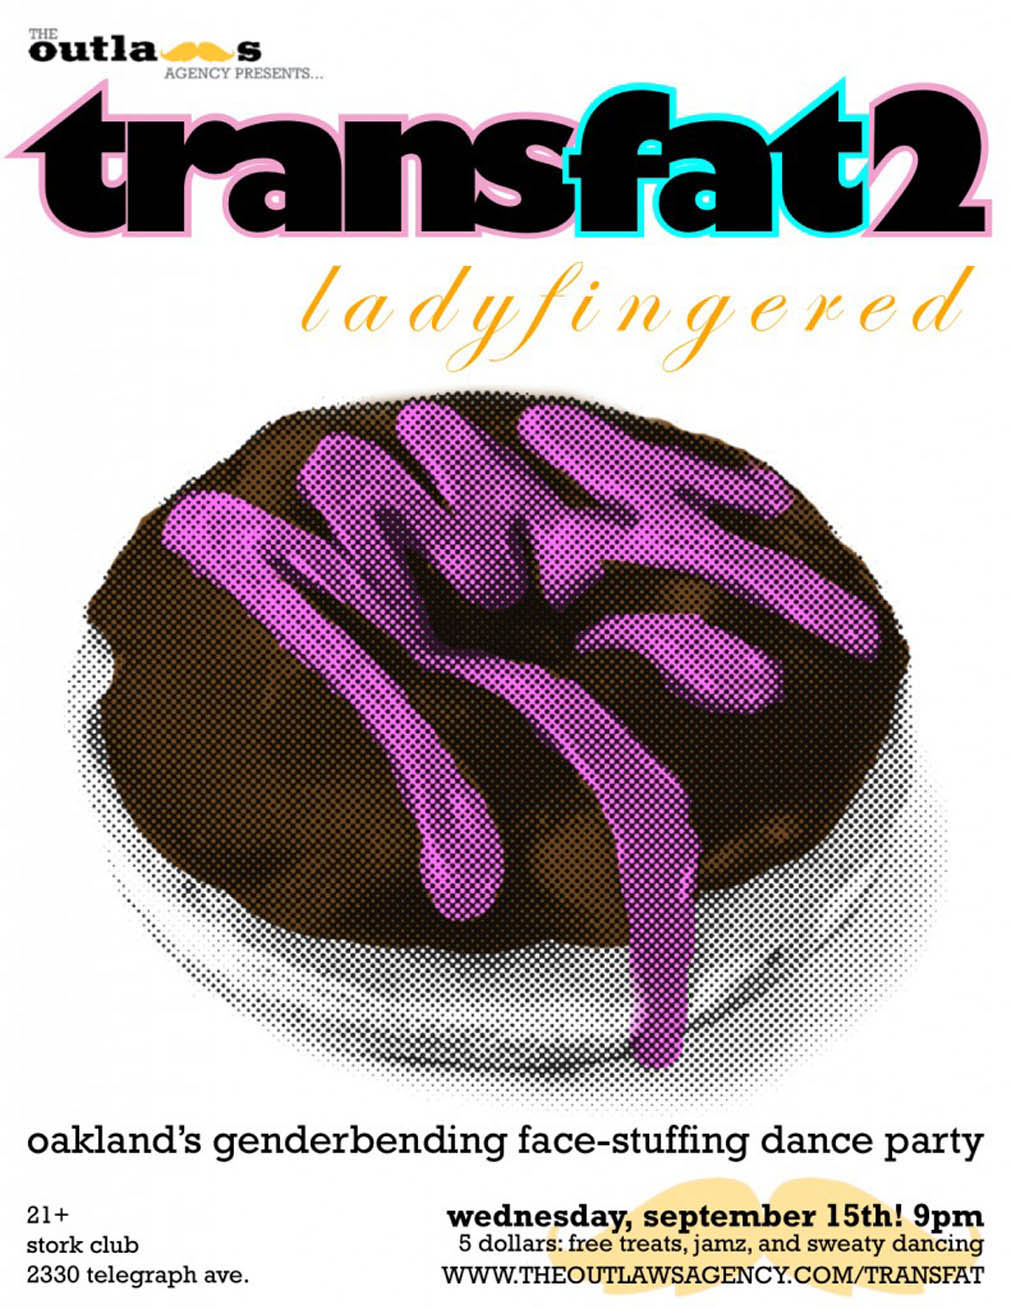 THE
outlaws
AGENCY PRESENTS...
transfat2
ladyfingered
oakland's genderbending face-stuffing dance party
21+
stork club
2330 telegraph ave.
wednesday, september 15th! 9pm
5 dollars: free treats, jamz, and sweaty dancing
WWW.THEOUTLAWSAGENCY.COM/TRANSFAT